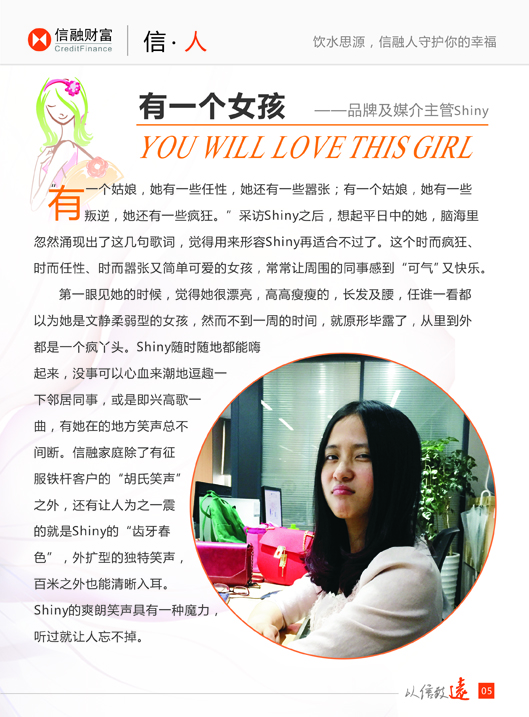 信融财富
CreditFinance
信·人
饮水思源，信融人守护你的幸福
有一个女孩
——品牌及媒介主管Shiny
YOU WILL LOVE THIS GIRL
有一个姑娘，她有一些任性，她还有一些嚣张；有一个姑娘，她有一些
叛逆，她还有一些疯狂。”采访Shiny之后，想起平日中的她，脑海里
忽然涌现出了这几句歌词，觉得用来形容Shiny再适合不过了。这个时而疯狂、
时而任性、时而嚣张又简单可爱的女孩，常常让周围的同事感到“可气”又快乐。
第一眼见她的时候，觉得她很漂亮，高高瘦瘦的，长发及腰，任谁一看都
以为她是文静柔弱型的女孩，然而不到一周的时间，就原形毕露了，从里到外
都是一个疯丫头。Shiny随时随地都能嗨
起来，没事可以心血来潮地逗趣一
下邻居同事，或是即兴高歌一
曲，有她在的地方笑声总不
间断。信融家庭除了有征
服铁杆客户的“胡氏笑声”
之外，还有让人为之一震
的就是Shiny的“齿牙春
色”，外扩型的独特笑声，
百米之外也能清晰入耳。
Shiny的爽朗笑声具有一种魔力，
听过就让人忘不掉。
以信致远
05